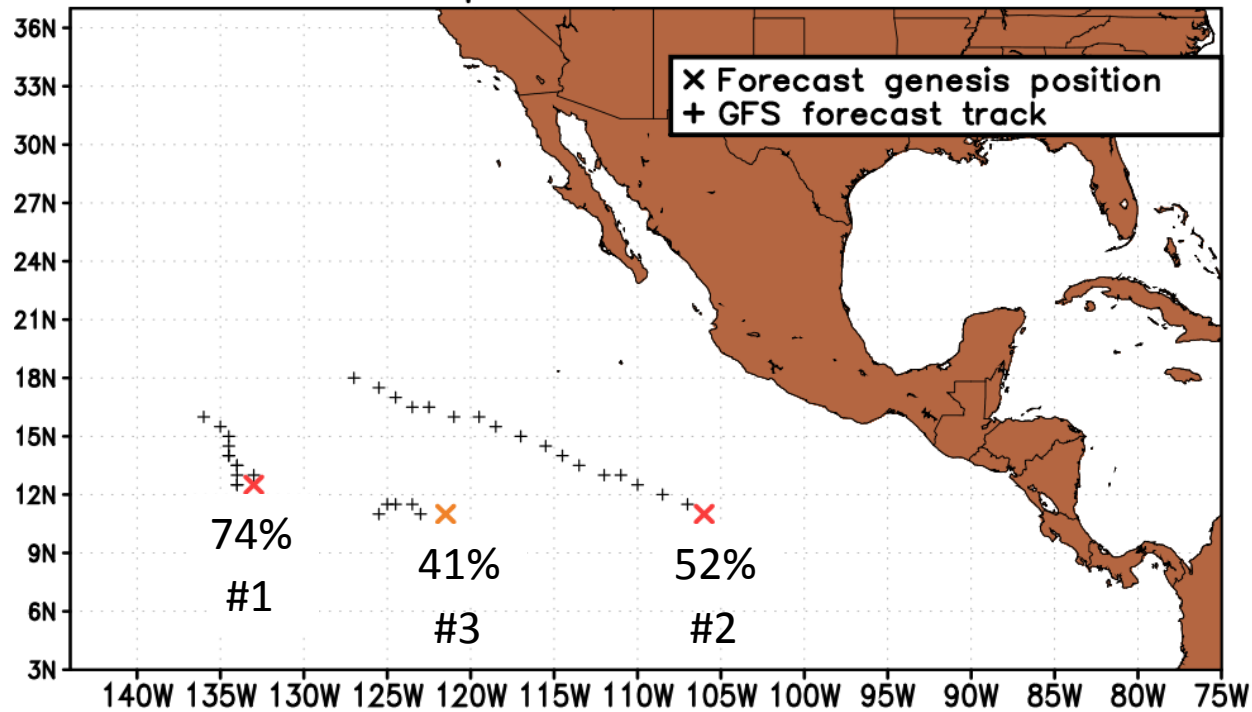 36N
33N
30N
27N
24N
21N
18N
15N
12N
9N
6N
3N
× Forecast genesis position
+ GFS forecast track
74%
#1
41%
#3
52%
#2
140W 135W 130W 125W 120W 115W 110W 105W 100W 95W 90W 85W 80W 75W